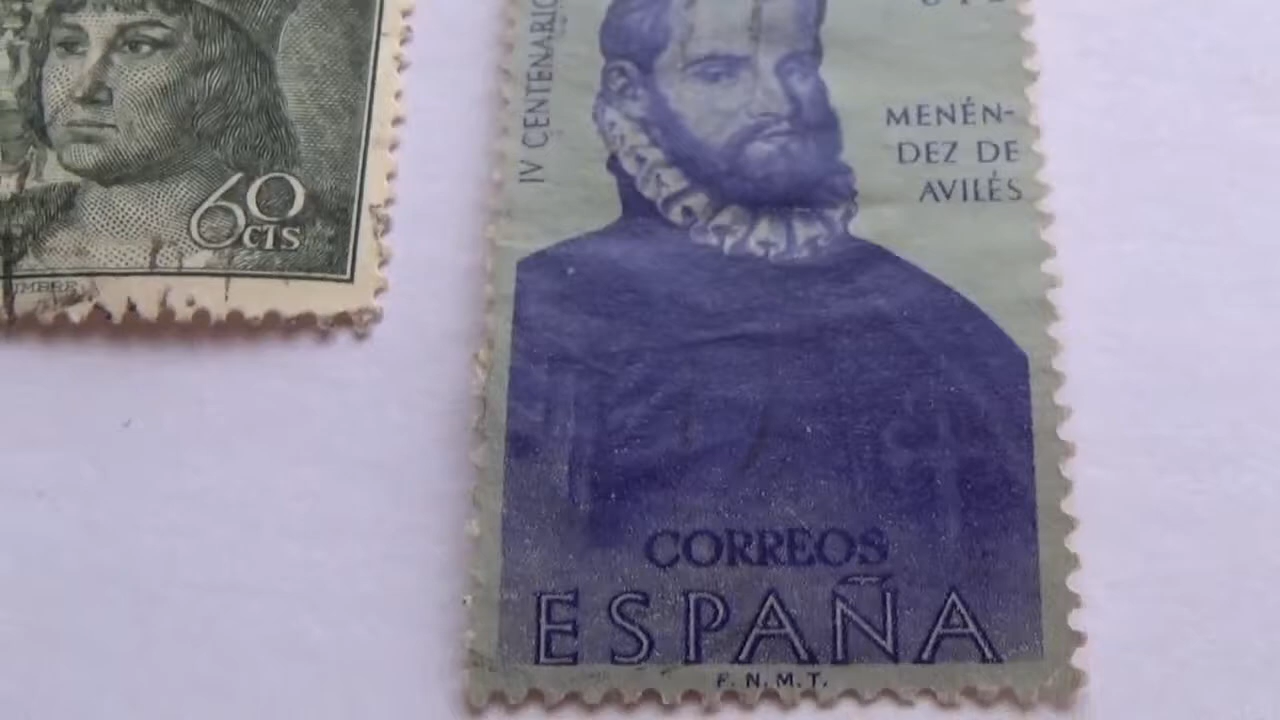 60
CTS
IV CENTENARIO
MENÉN-
DEZ DE
AVILÉS
CORREOS
ESPAÑA
F. N. M. T.